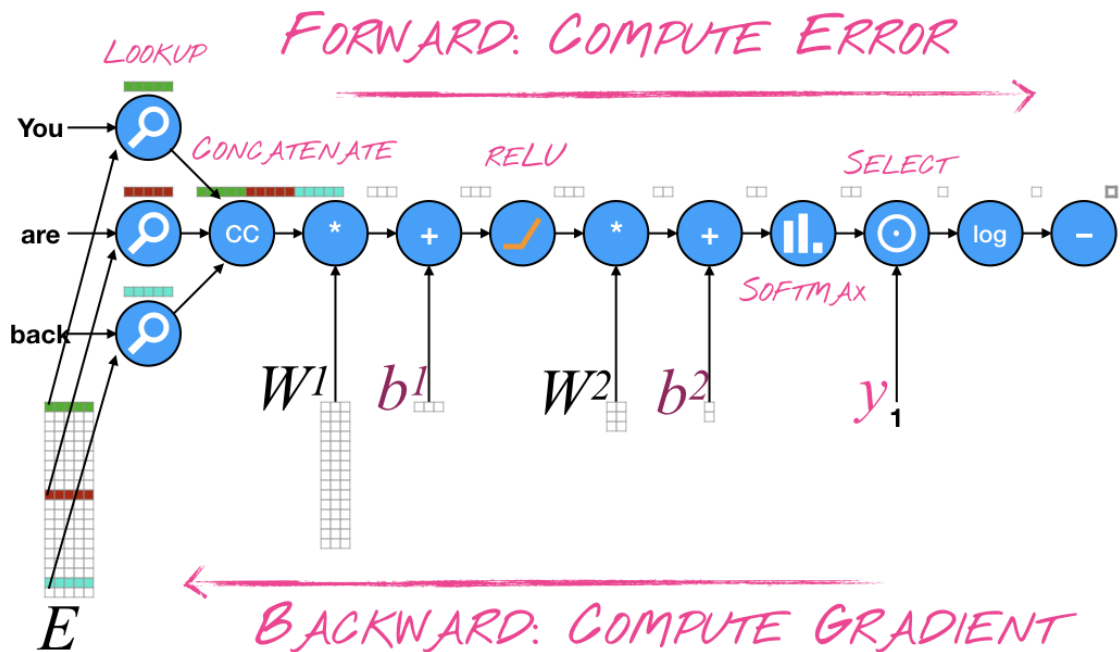 FORWARD: COMPUTE ERROR
LOOKUP
You
CONCATENATE
RELU
SELECT
are
CC
*
+
*
+
log
−
SOFTMAX
back
W1
b1
W2
b2
y
1
E
BACKWARD: COMPUTE GRADIENT